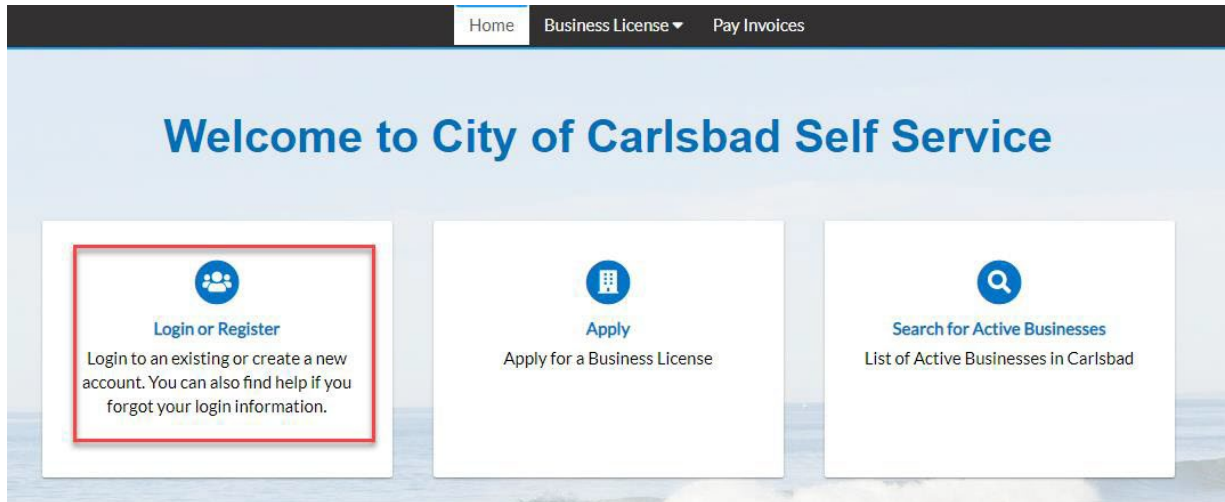 Home Business License Pay Invoices
Welcome to City of Carlsbad Self Service
Login or Register
Login to an existing or create a new
account. You can also find help if you
forgot your login information.
Apply
Apply for a Business License
Search for Active Businesses
List of Active Businesses in Carlsbad